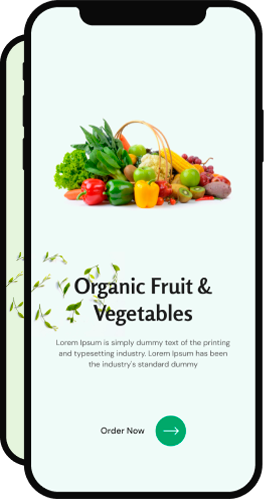 Organic Fruit &
Vegetables
Lorem Ipsum is simply dummy text of the printing
and typesetting industry. Lorem Ipsum has been
the industry's standard dummy
Order Now